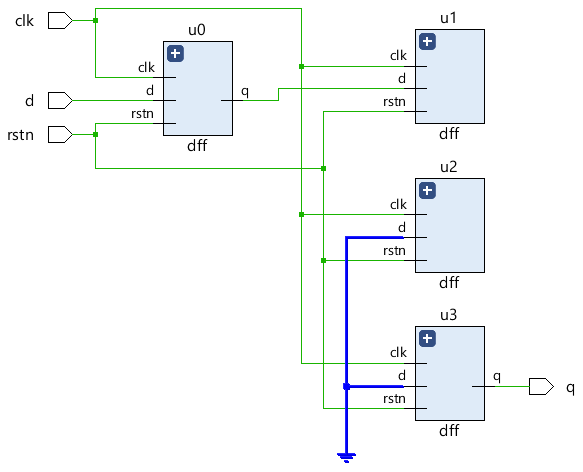 clk
d
rstn
u0
clk
d
rstn
q
dff
u1
clk
d
rstn
dff
u2
clk
d
rstn
dff
u3
clk
d
rstn
q
dff
q